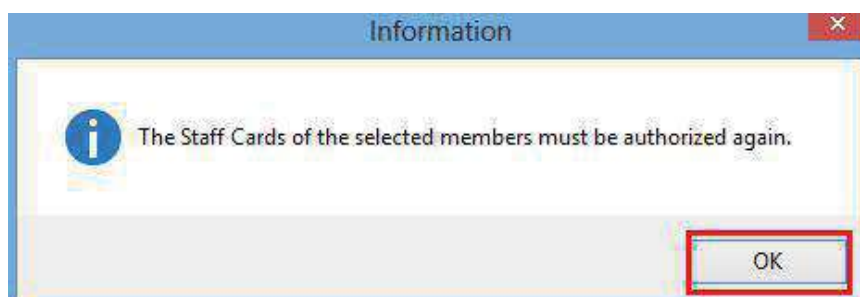 Information
The Staff Cards of the selected members must be authorized again.
OK